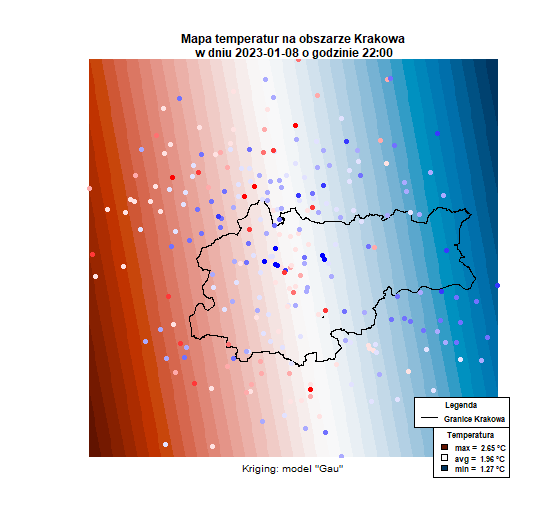 Mapa temperatur na obszarze Krakowa
w dniu 2023-01-08 o godzinie 22:00
Legenda
Granice Krakowa
Temperatura
max = 2.65 °C
avg = 1.96 °C
min = 1.27 °C
Kriging: model "Gau"